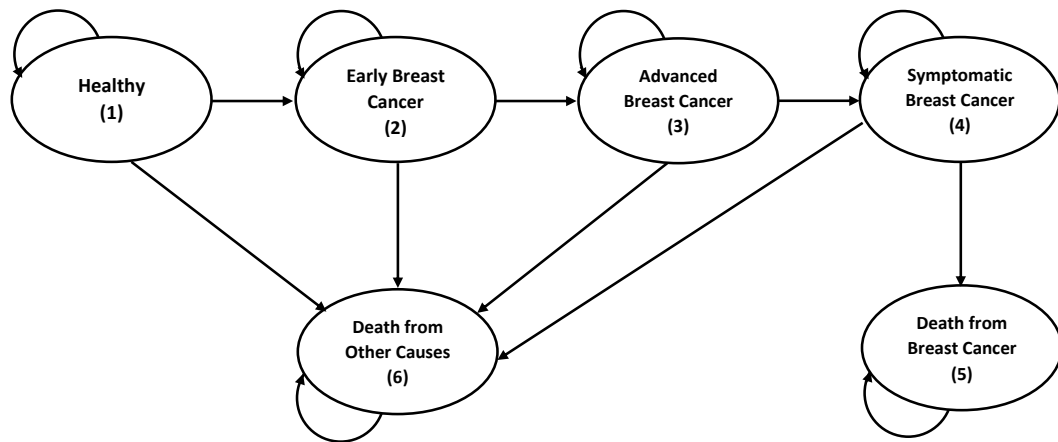 Healthy
(1)
Early Breast
Cancer
(2)
Advanced
Breast Cancer
(3)
Symptomatic
Breast Cancer
(4)
Death from
Other Causes
(6)
Death from
Breast Cancer
(5)